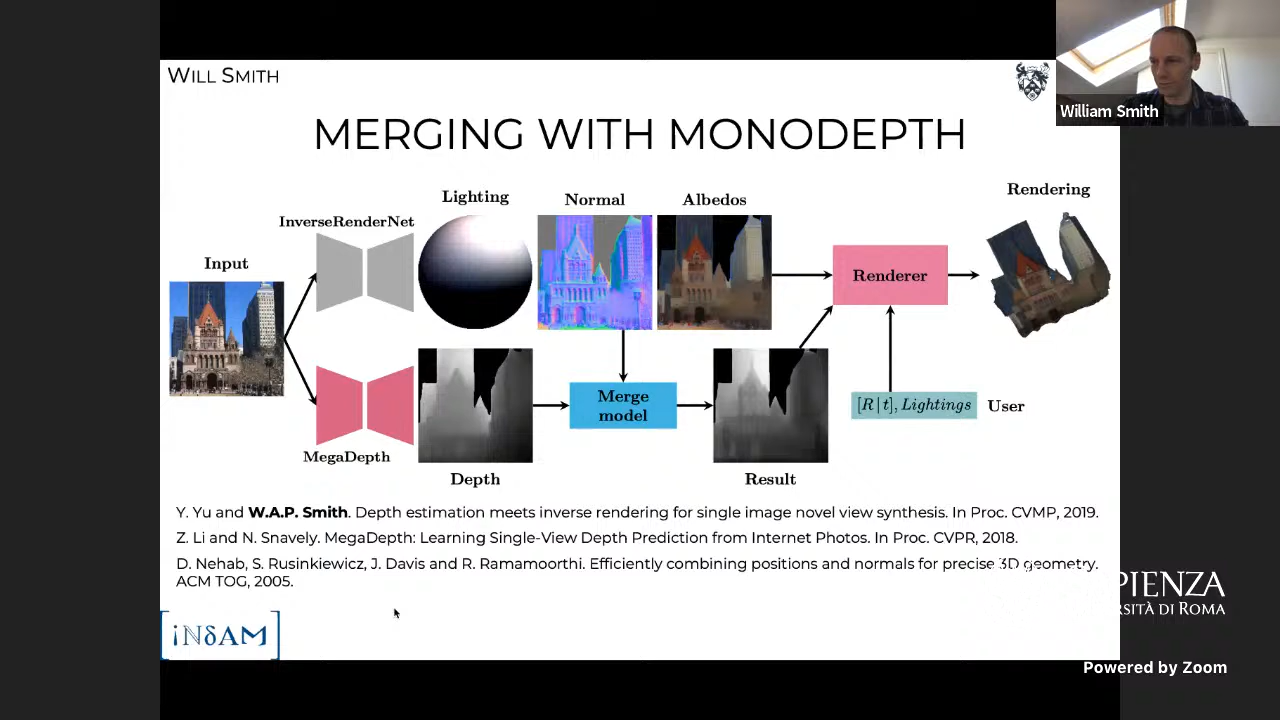 WILL SMITH
William Smith
MERGING WITH MONODEPTH
Input
InverseRenderNet
Lighting
Normal
Albedos
Rendering
Renderer
MegaDepth
Depth
Merge
model
Result
[R | t], Lightings
User
Y. Yu and W.A.P. Smith. Depth estimation meets inverse rendering for single image novel view synthesis. In Proc. CVMP, 2019.
Z. Li and N. Snavely. MegaDepth: Learning Single-View Depth Prediction from Internet Photos. In Proc. CVPR, 2018.
D. Nehab, S. Rusinkiewicz, J. Davis and R. Ramamoorthi. Efficiently combining positions and normals for precise 3D geometry.
ACM TOG, 2005.
iNδAM
PIENZA
RSITÀ DI ROMA
Powered by Zoom